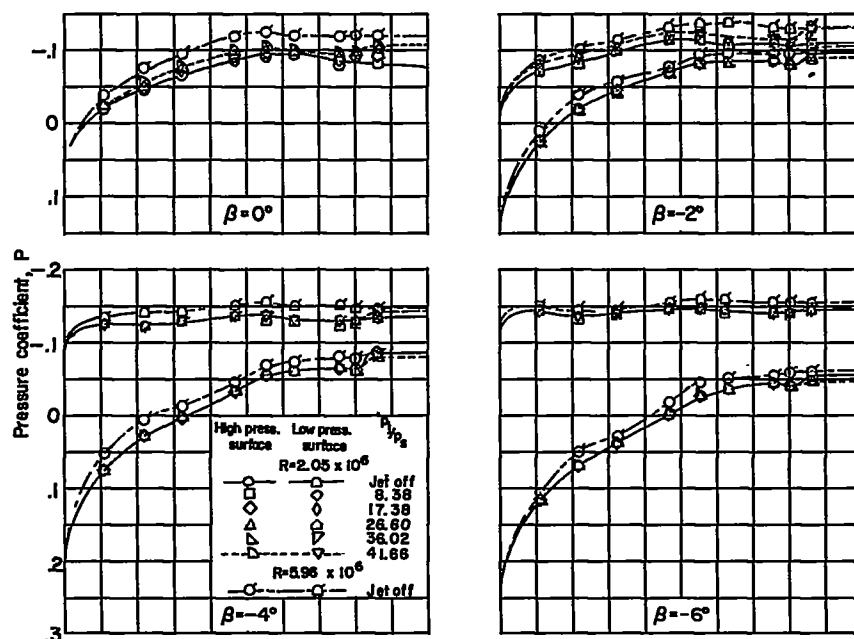 -.1
0
.1
β=0°
β=-2°
Pressure coefficient, P
-.2
-.1
0
.1
.2
.3
High press. surface
Low press. surface
P/Ps
R=2.05 x 10⁶
Jet off
8.38
17.38
26.60
36.02
41.66
R=5.96 x 10⁶
Jet off
β=-4°
β=-6°